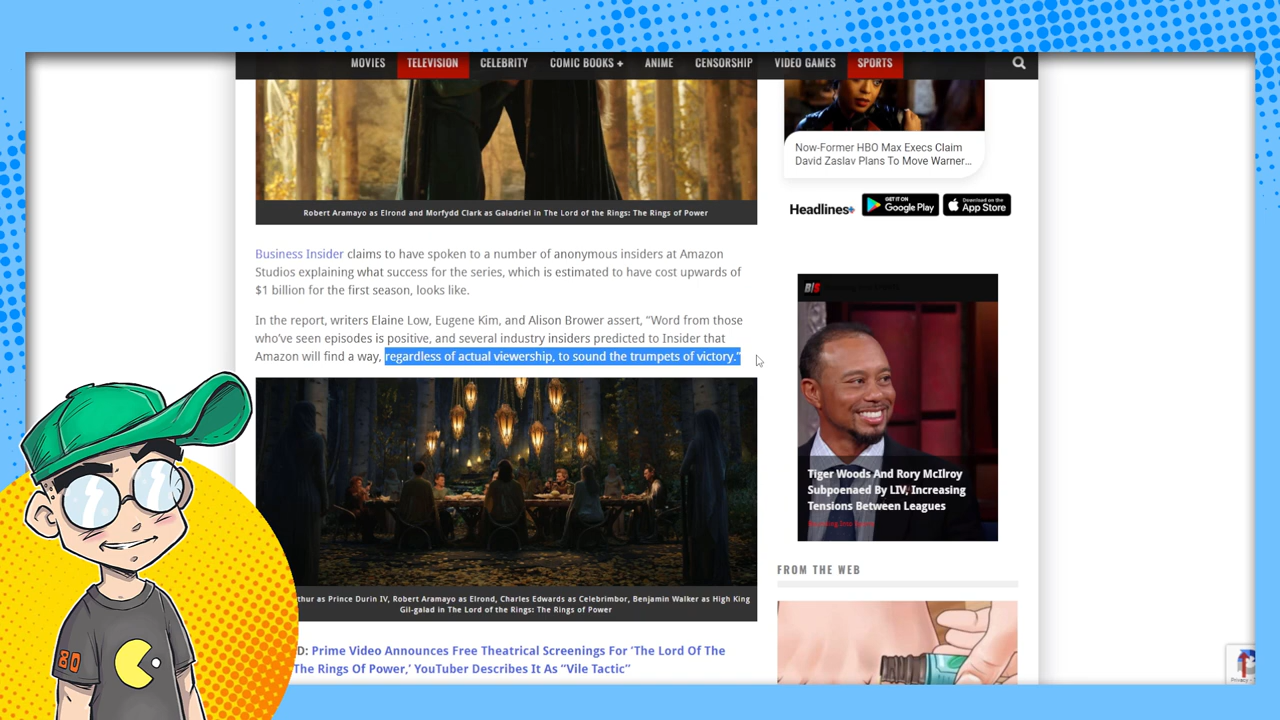 MOVIES TELEVISION CELEBRITY COMIC BOOKS + ANIME CENSORSHIP VIDEO GAMES SPORTS
Robert Aramayo as Elrond and Morfydd Clark as Galadriel in The Lord of the Rings: The Rings of Power
Business Insider claims to have spoken to a number of anonymous insiders at Amazon
Studios explaining what success for the series, which is estimated to have cost upwards of
$1 billion for the first season, looks like.
In the report, writers Elaine Low, Eugene Kim, and Alison Brower assert, “Word from those
who’ve seen episodes is positive, and several industry insiders predicted to Insider that
Amazon will find a way, regardless of actual viewership, to sound the trumpets of victory.”
thur as Prince Durin IV, Robert Aramayo as Elrond, Charles Edwards as Celebrimbor, Benjamin Walker as High King
Gil-galad in The Lord of the Rings: The Rings of Power
D: Prime Video Announces Free Theatrical Screenings For ‘The Lord Of The
The Rings Of Power,’ YouTuber Describes It As “Vile Tactic”
Now-Former HBO Max Execs Claim
David Zaslav Plans To Move Warner...
Headlines+
GET IT ON
Google Play
Download on the
App Store
B|S
Tiger Woods And Rory McIlroy
Subpoenaed By LIV, Increasing
Tensions Between Leagues
FROM THE WEB
80